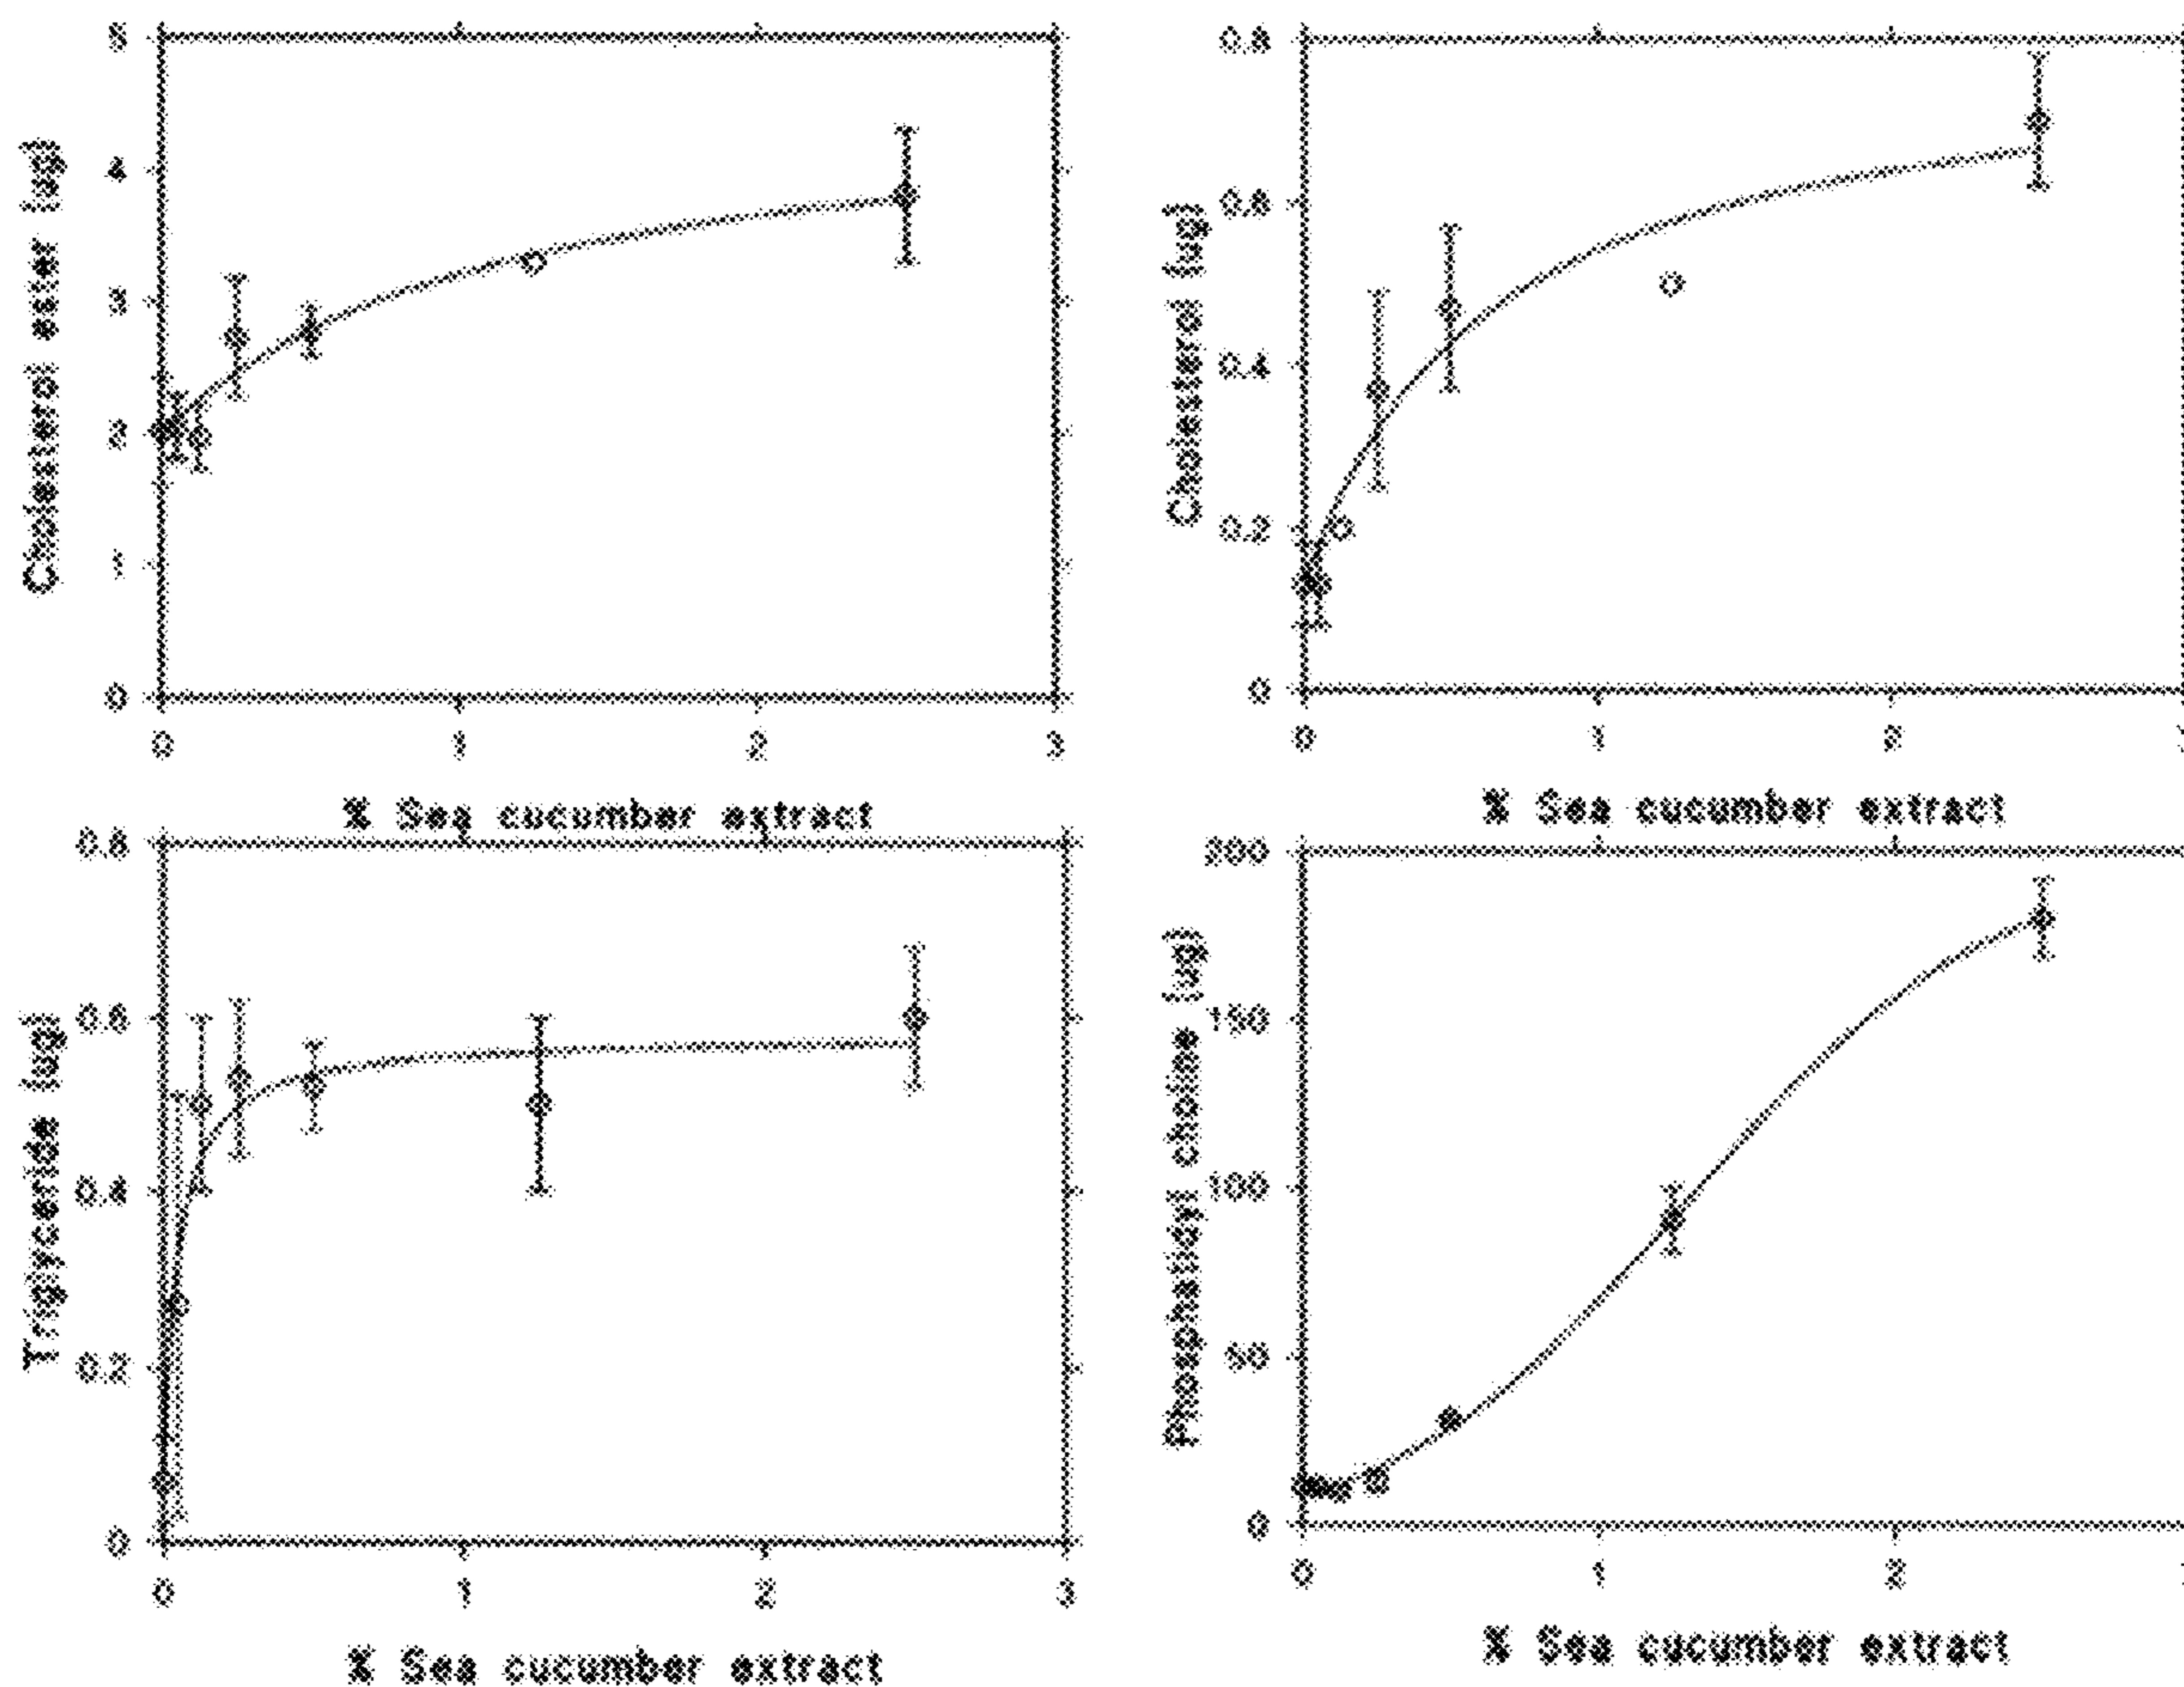 5
4
3
2
1
0
Cholesterol ester (ug)
0 1 2 3
% Sea cucumber extract
0.8
0.6
0.4
0.2
0
Cholesterol (ug)
0 1 2
% Sea cucumber extract
0.8
0.6
0.4
0.2
0
Triglyceride (ug)
0 1 2 3
% Sea cucumber extract
200
150
100
50
0
Phosphatidyl choline (ug)
0 1 2
% Sea cucumber extract